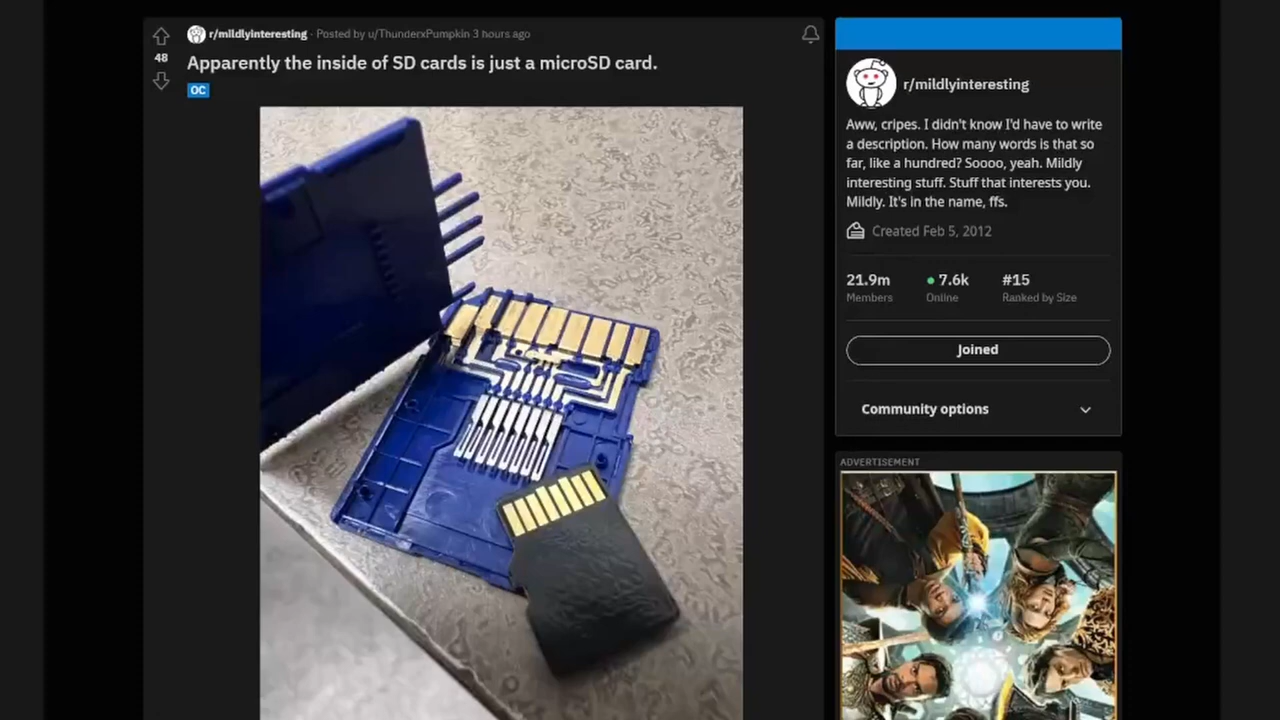 r/mildlyinteresting · Posted by u/ThunderxPumpkin 3 hours ago
48
Apparently the inside of SD cards is just a microSD card.
OC
r/mildlyinteresting
Aww, cripes. I didn't know I'd have to write
a description. How many words is that so
far, like a hundred? Soooo, yeah. Mildly
interesting stuff. Stuff that interests you.
Mildly. It's in the name, ffs.
Created Feb 5, 2012
21.9m
Members
7.6k
Online
#15
Ranked by Size
Joined
Community options
ADVERTISEMENT